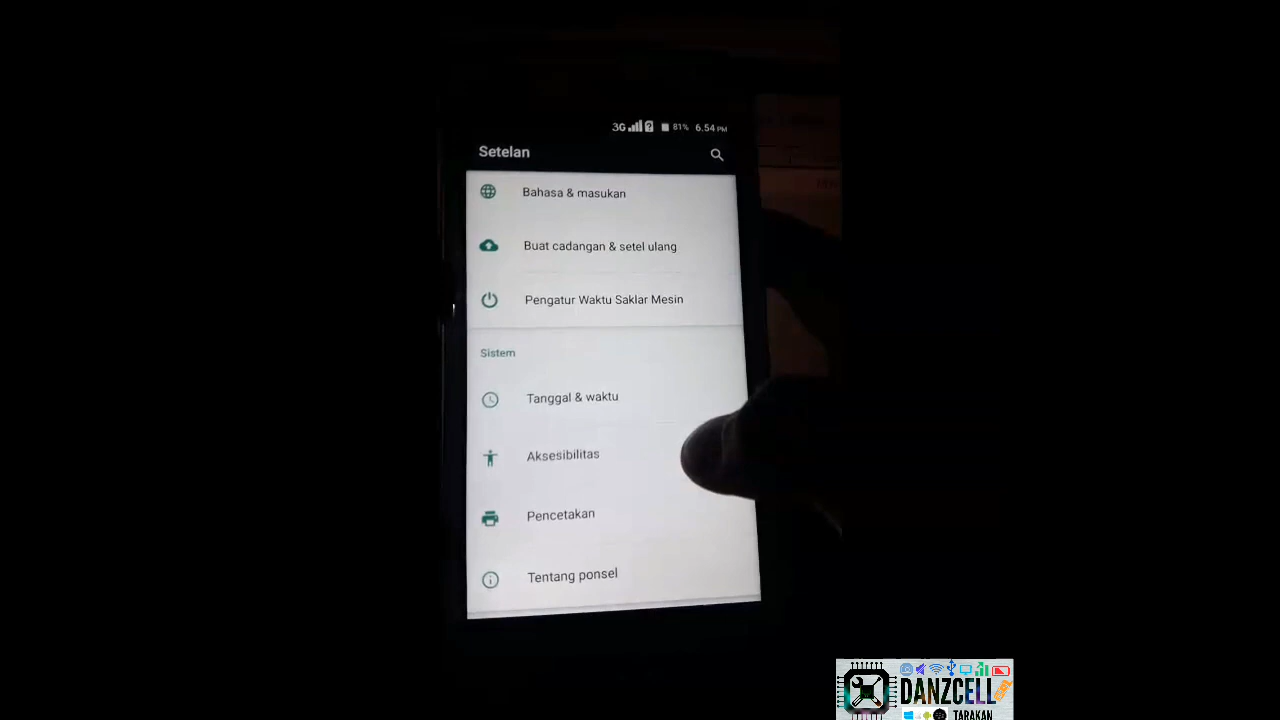 3G 81% 6.54 PM
Setelan
Bahasa & masukan
Buat cadangan & setel ulang
Pengatur Waktu Saklar Mesin
Sistem
Tanggal & waktu
Aksesibilitas
Pencetakan
Tentang ponsel
DANZCELL
TARAKAN